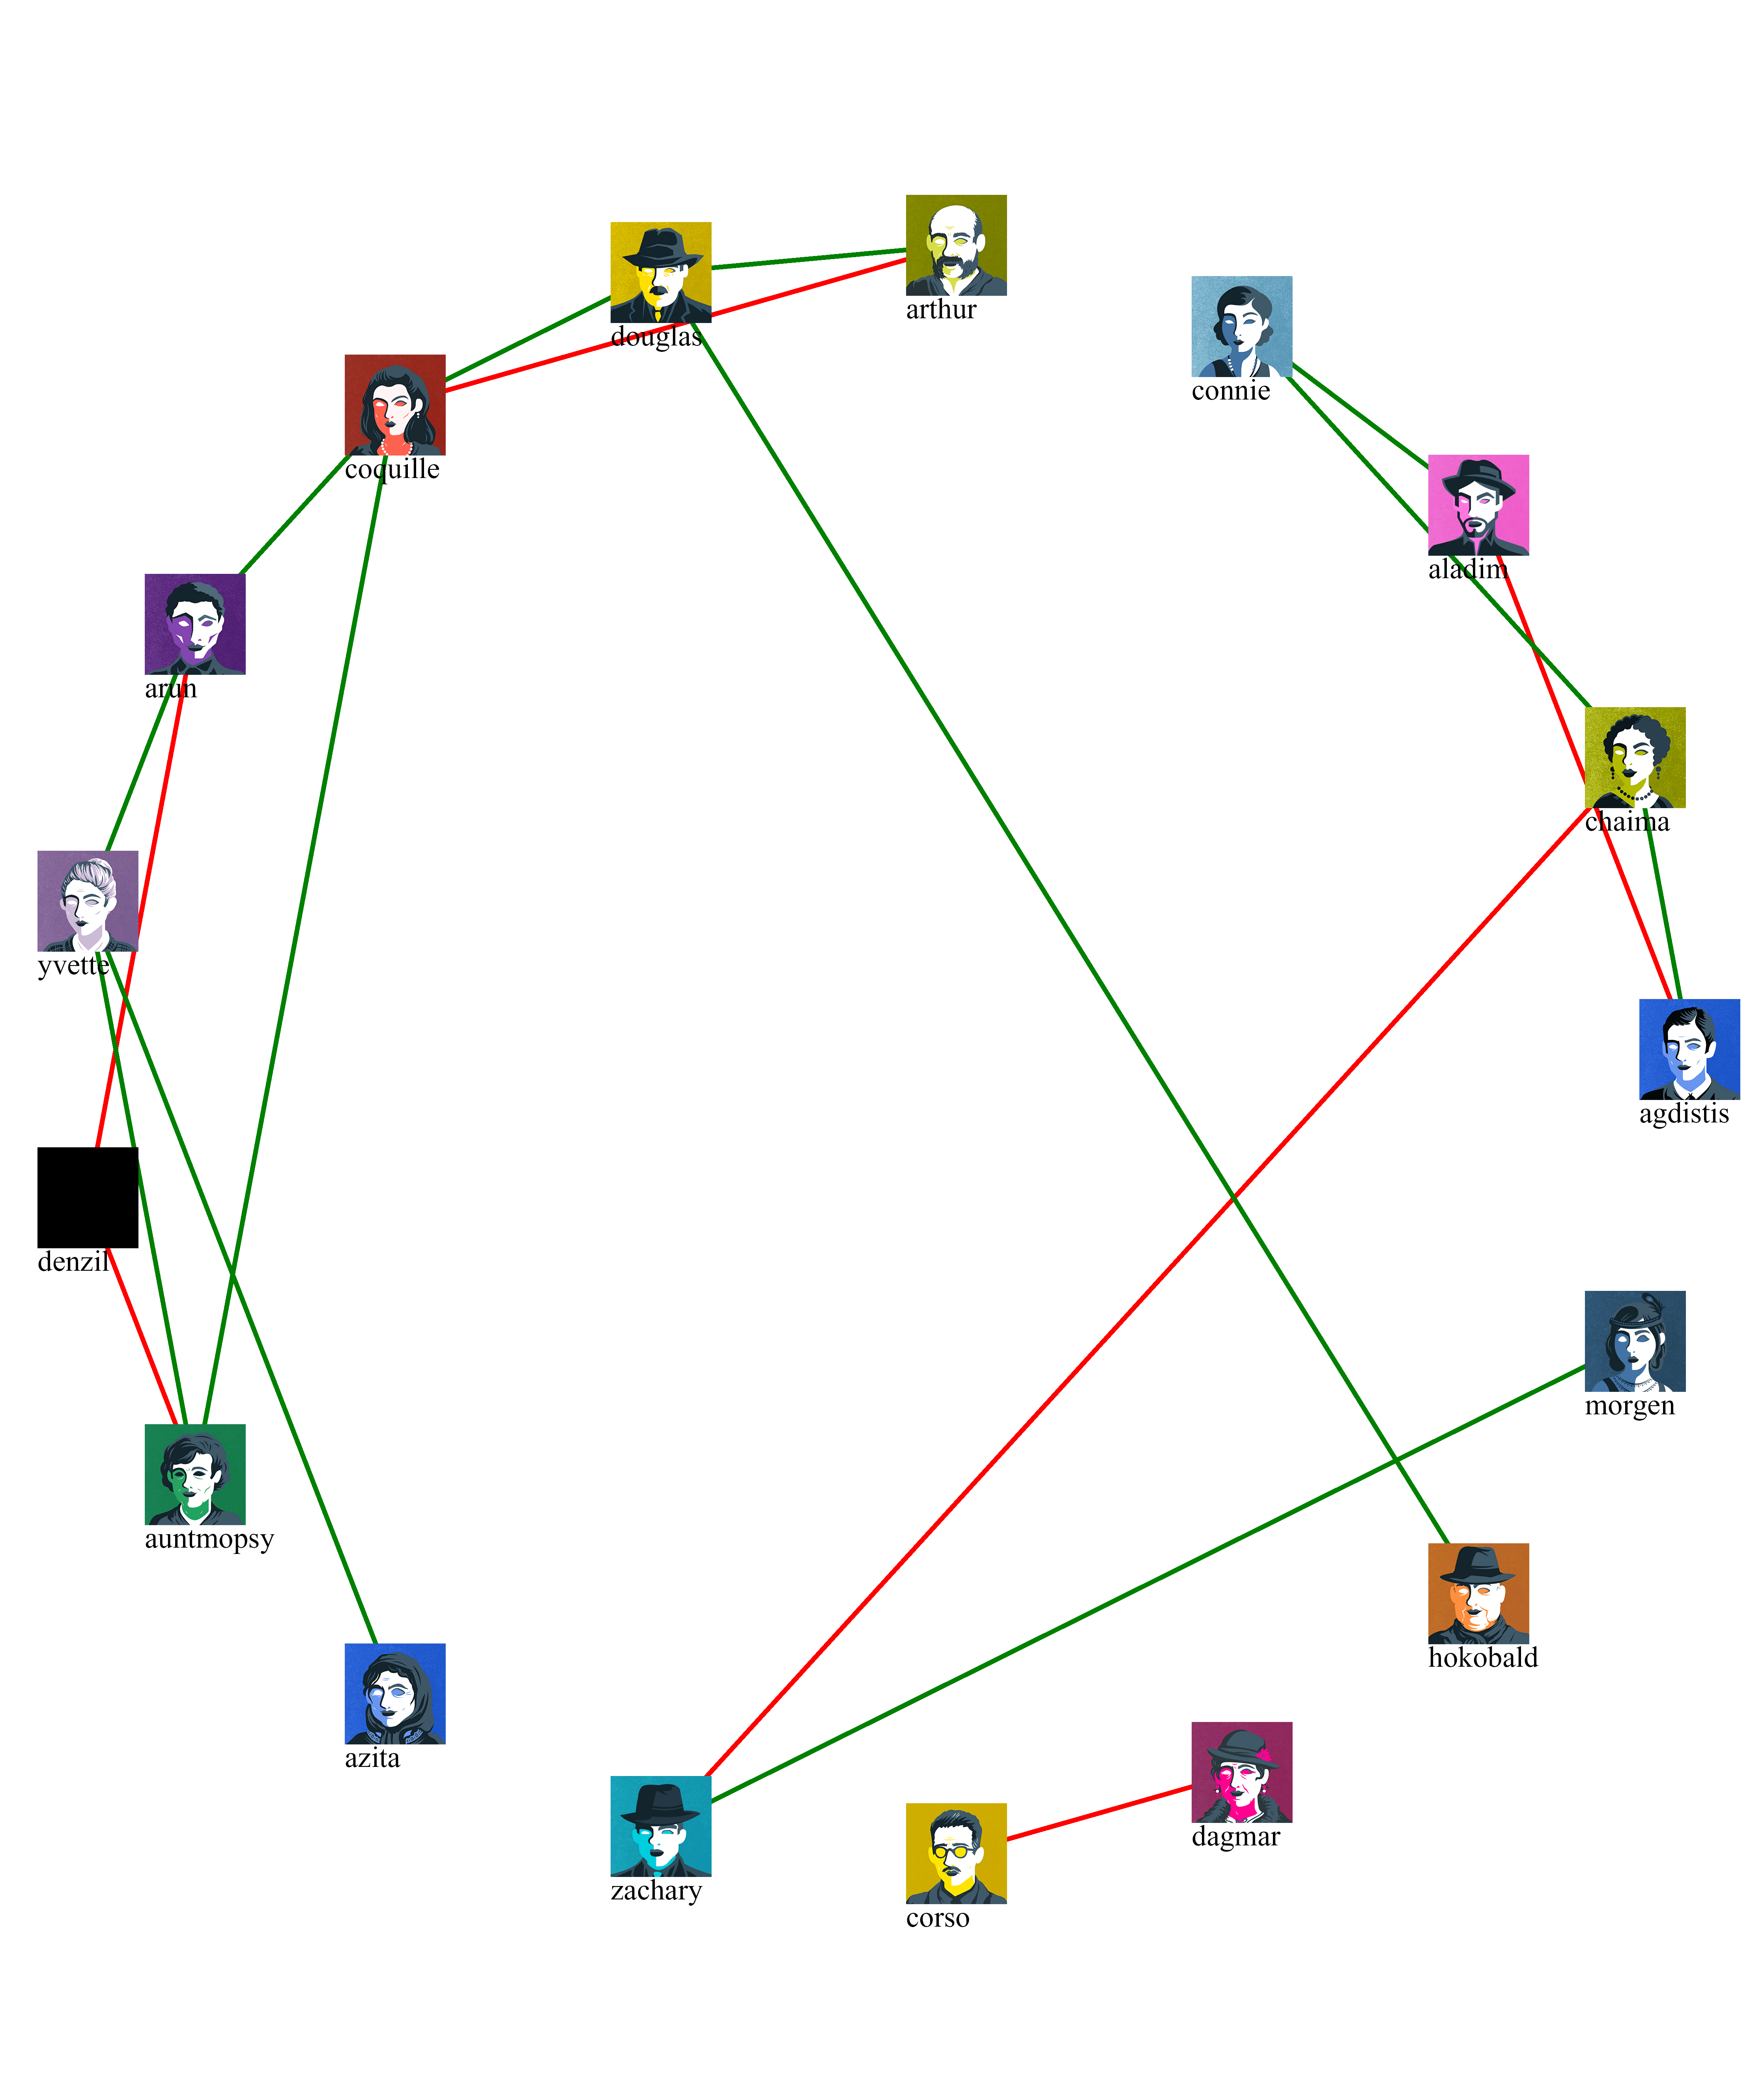 arthur
douglas
connie
coquille
aladim
arun
chaima
yvette
agdistis
denzil
morgen
auntmopsy
hokobald
azita
dagmar
zachary
corso